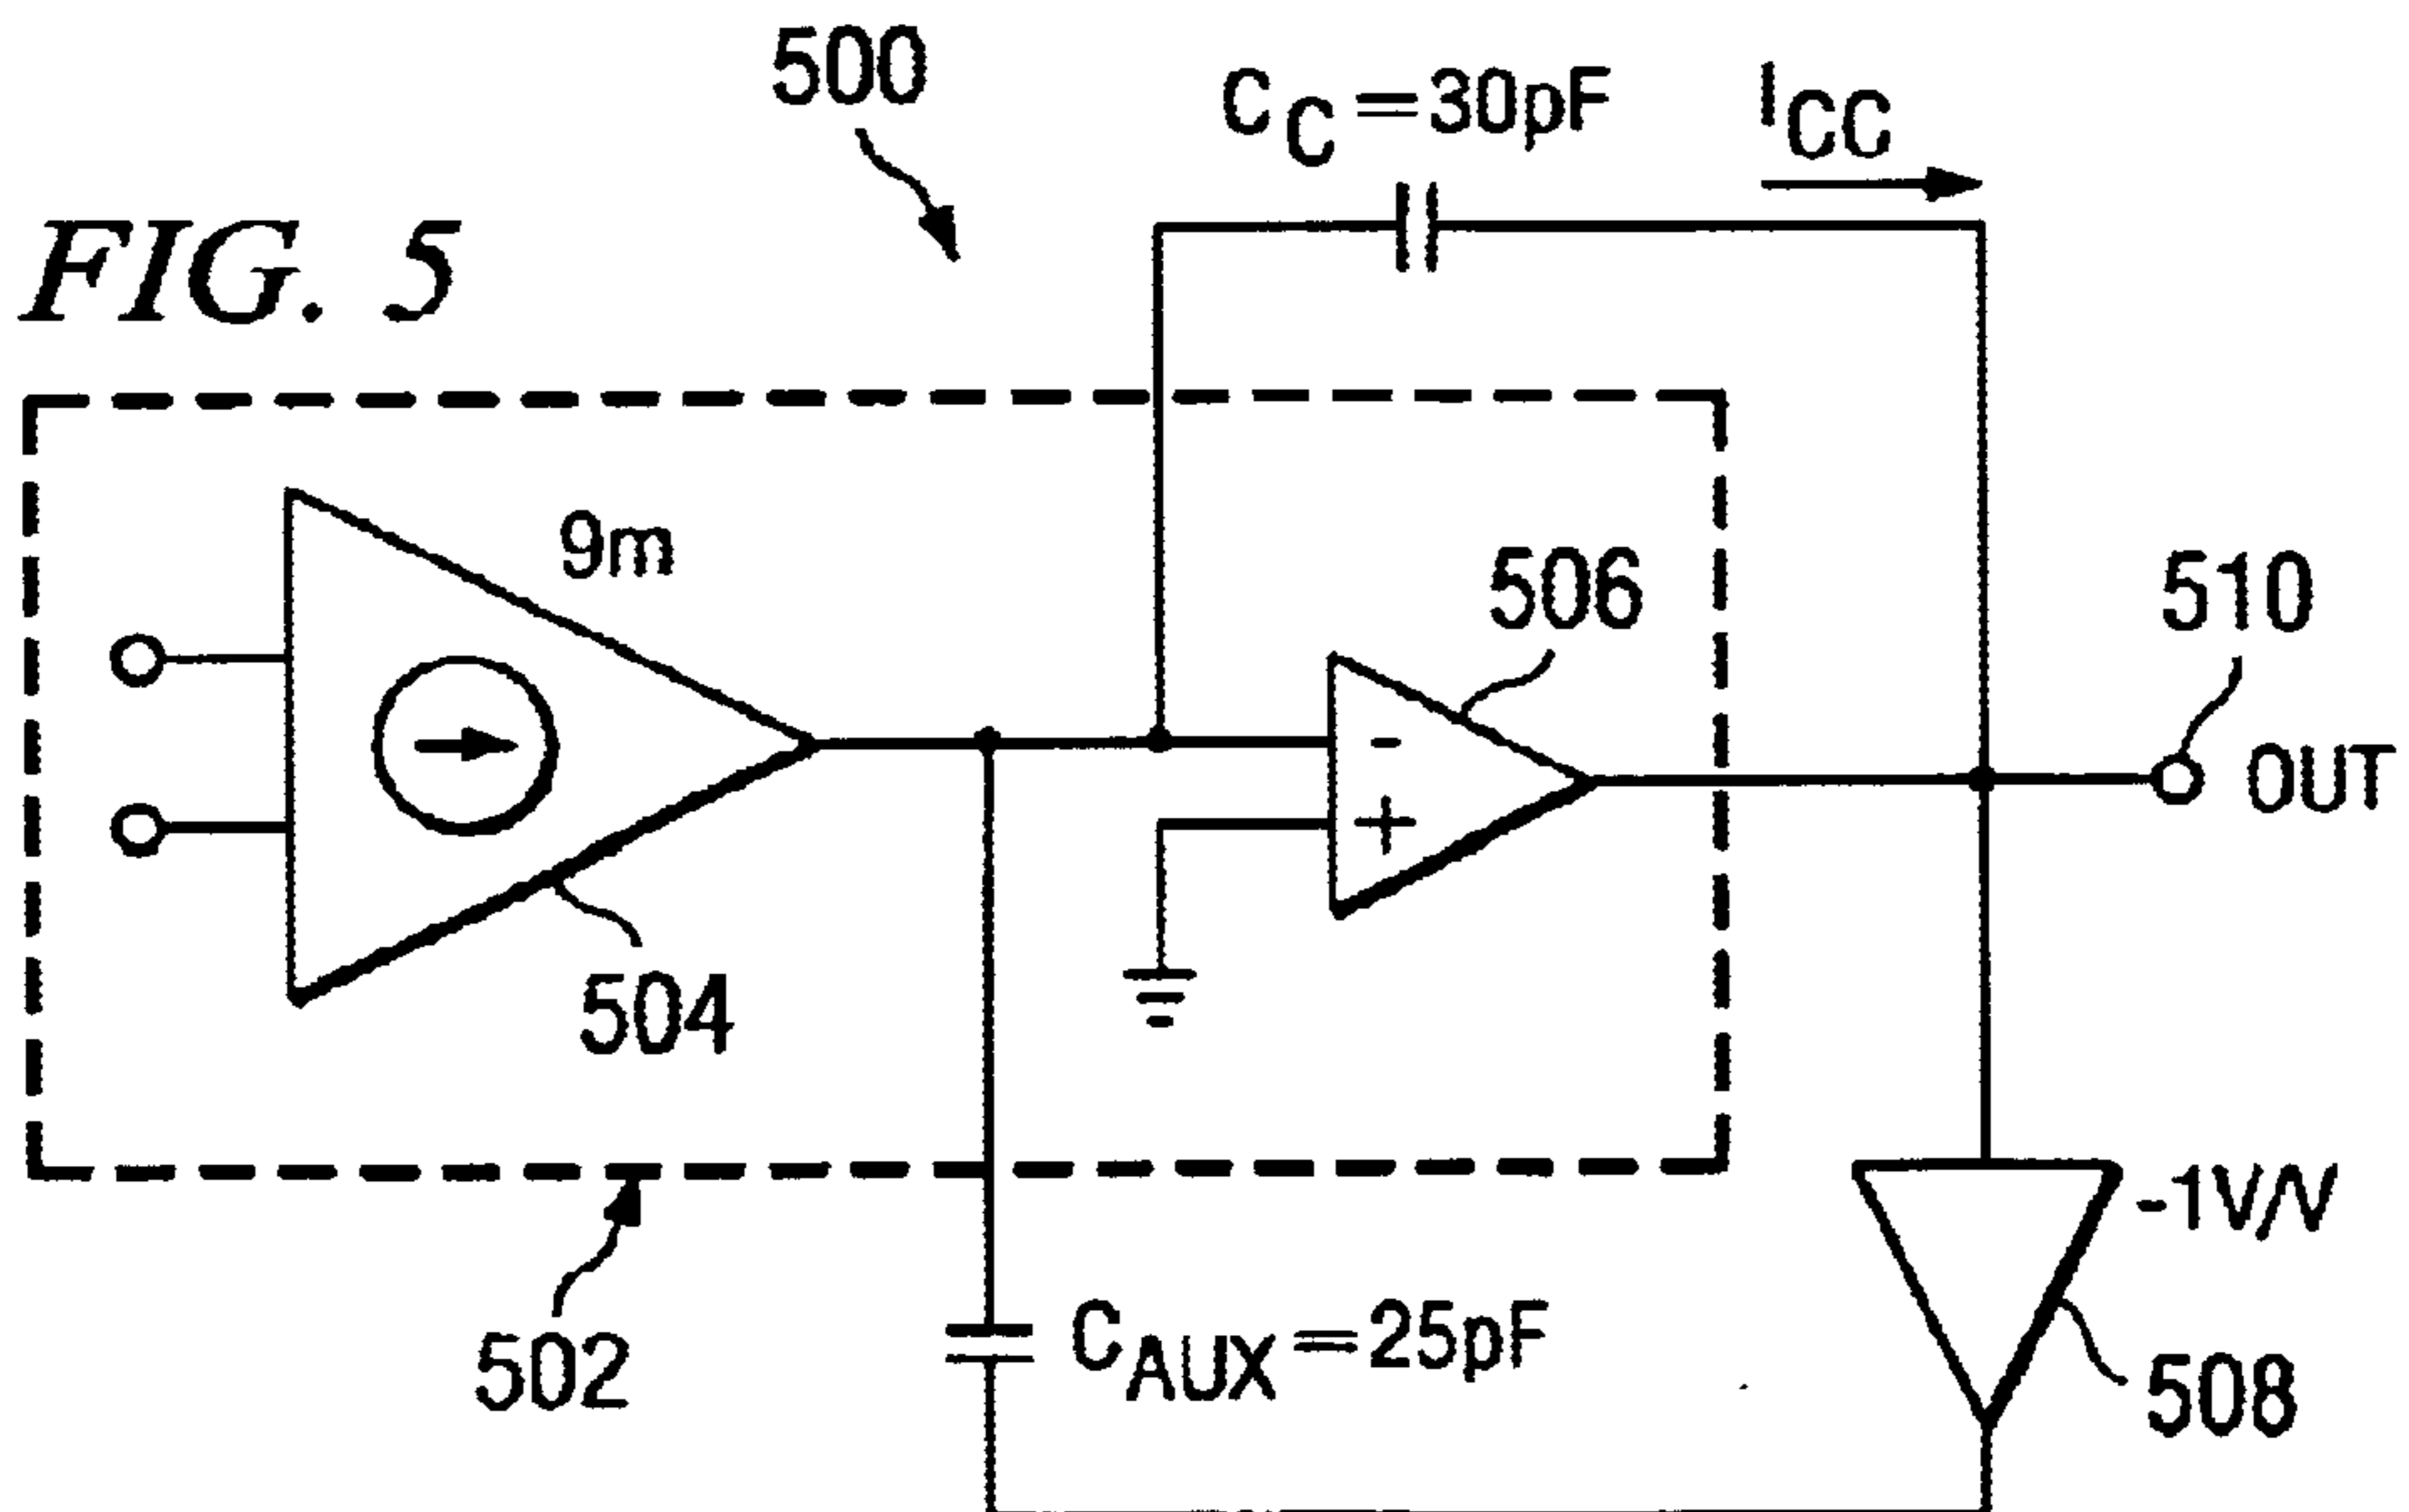 500
C_C=30pF
I_CC
FIG. 5
9m
506
510
-
+
OUT
504
-1V/V
502
C_AUX=25pF
508